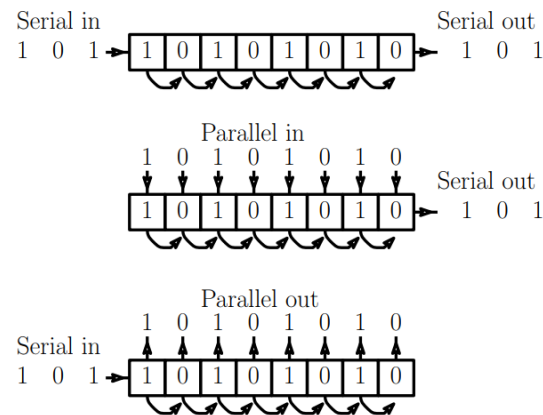 Serial in Serial out
1 0 1 1 0 1 0 1 0 1 0 1 0 1
Parallel in
1 0 1 0 1 0 1 0
Serial out
1 0 1 0 1 0 1 0 1 0 1
Parallel out
1 0 1 0 1 0 1 0
Serial in
1 0 1 1 0 1 0 1 0 1 0